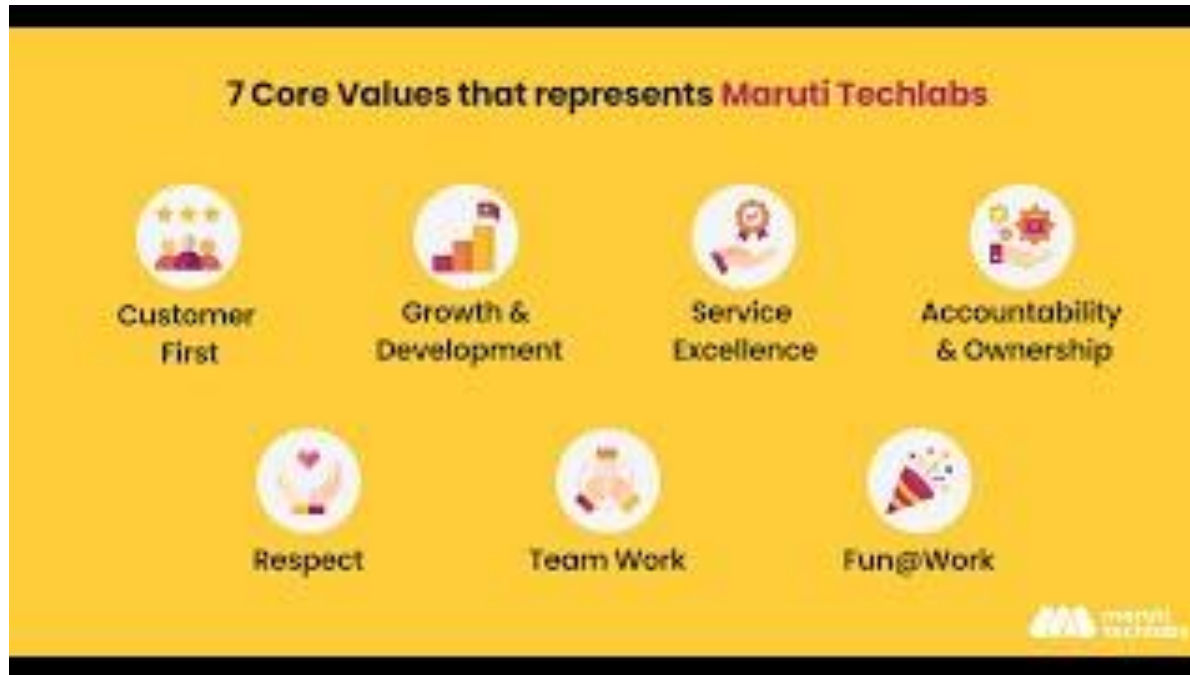 7 Core Values that represents Maruti Techlabs
Customer
First
Growth &
Development
Service
Excellence
Accountability
& Ownership
Respect
Team Work
Fun@Work
maruti
techlabs